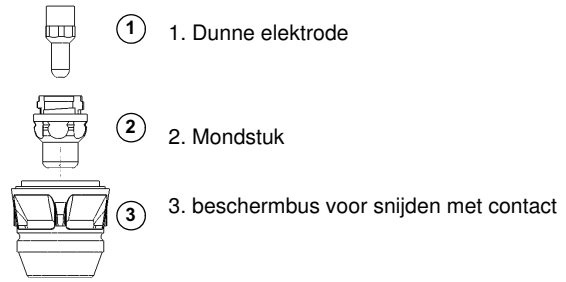 1 1. Dunne elektrode
2 2. Mondstuk
3 3. beschermbus voor snijden met contact